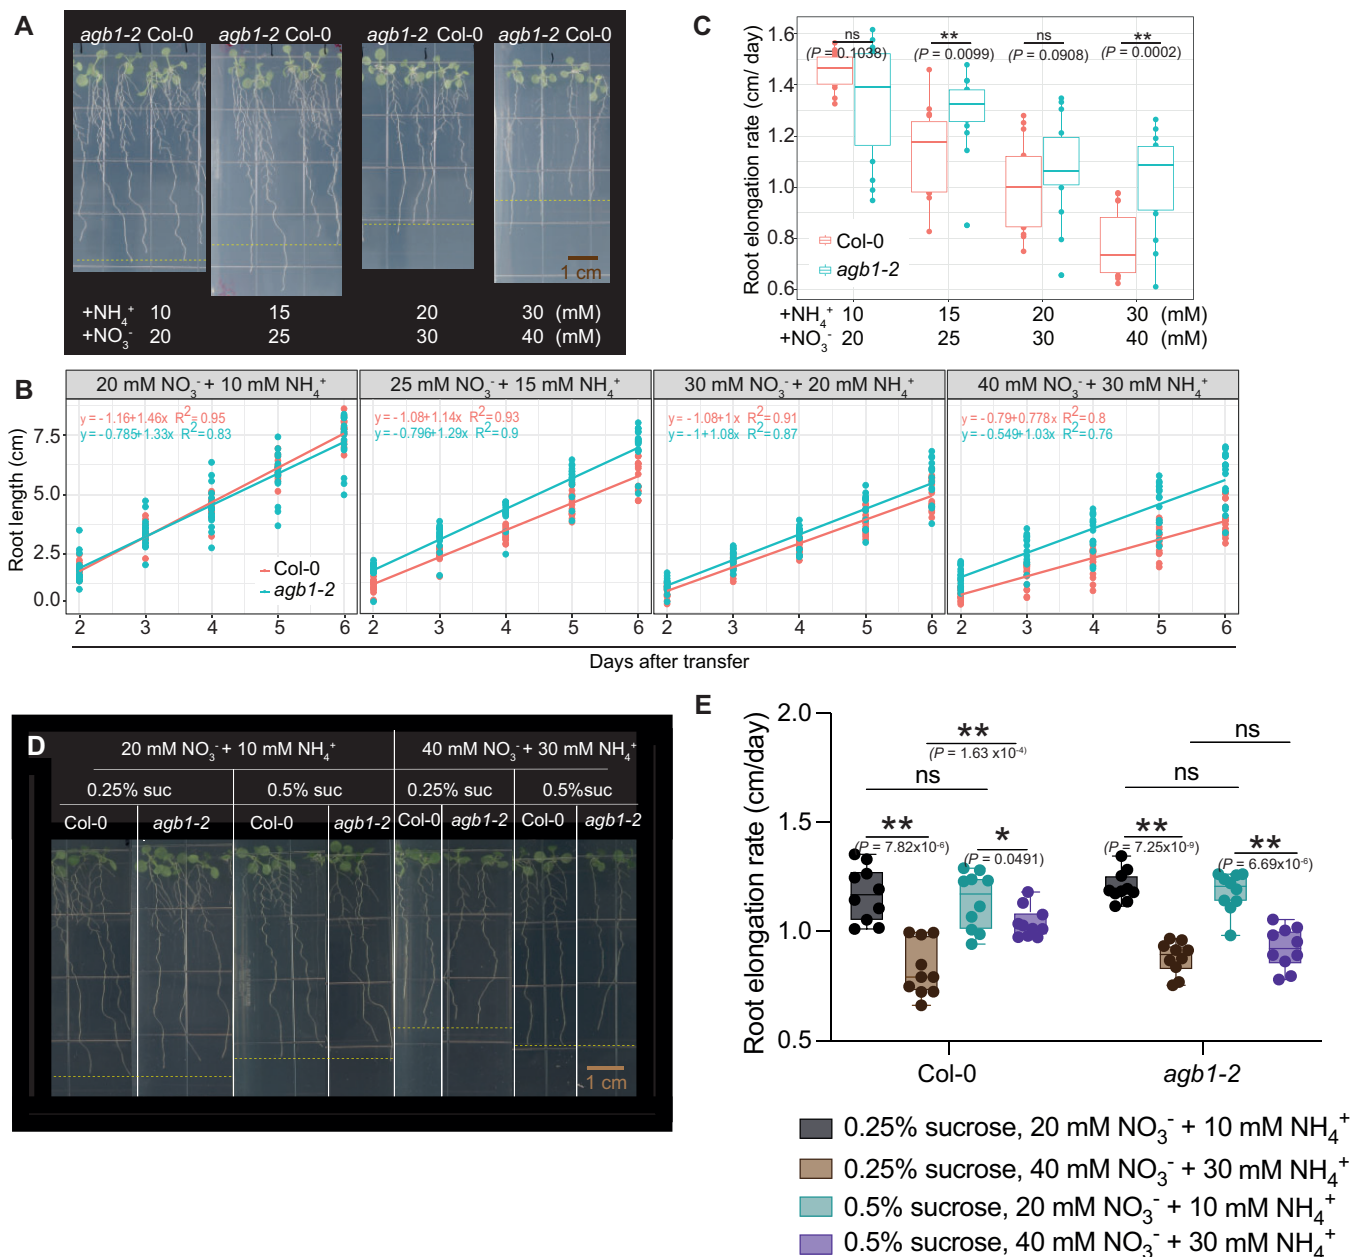 A
agb1-2 Col-0 agb1-2 Col-0 agb1-2 Col-0 agb1-2 Col-0
1 cm
+NH₄⁺ 10 15 20 30 (mM)
+NO₃⁻ 20 25 30 40 (mM)
C
Root elongation rate (cm/ day)
1.6
1.4
1.2
1.0
0.8
0.6
ns ** ns **
(P = 0.1038) (P = 0.0099) (P = 0.0908) (P = 0.0002)
Col-0
agb1-2
+NH₄⁺ 10 15 20 30 (mM)
+NO₃⁻ 20 25 30 40 (mM)
B
20 mM NO₃⁻ + 10 mM NH₄⁺ 25 mM NO₃⁻ + 15 mM NH₄⁺ 30 mM NO₃⁻ + 20 mM NH₄⁺ 40 mM NO₃⁻ + 30 mM NH₄⁺
y = - 1.16+1.46x R²=0.95 y = -1.08+1.14x R²=0.93 y = -1.08+1x R²=0.91 y = -0.79+0.778x R²=0.8
y = -0.785+1.33x R²=0.83 y = -0.796+1.29x R²=0.9 y = -1+1.08x R²=0.87 y = -0.549+1.03x R²=0.76
Root length (cm)
7.5
5.0
2.5
0.0
Col-0
agb1-2
2 3 4 5 6 2 3 4 5 6 2 3 4 5 6 2 3 4 5 6
Days after transfer
D
20 mM NO₃⁻ + 10 mM NH₄⁺ 40 mM NO₃⁻ + 30 mM NH₄⁺
0.25% suc 0.5% suc 0.25% suc 0.5%suc
Col-0 agb1-2 Col-0 agb1-2 Col-0 agb1-2 Col-0 agb1-2
1 cm
E
Root elongation rate (cm/day)
2.0
1.5
1.0
0.5
** ns
(P = 1.63 x10⁻⁴)
ns ns
** * ** **
(P = 7.82x10⁻⁶) (P = 0.0491) (P = 7.25x10⁻⁹) (P = 6.69x10⁻⁶)
Col-0 agb1-2
0.25% sucrose, 20 mM NO₃⁻ + 10 mM NH₄⁺
0.25% sucrose, 40 mM NO₃⁻ + 30 mM NH₄⁺
0.5% sucrose, 20 mM NO₃⁻ + 10 mM NH₄⁺
0.5% sucrose, 40 mM NO₃⁻ + 30 mM NH₄⁺